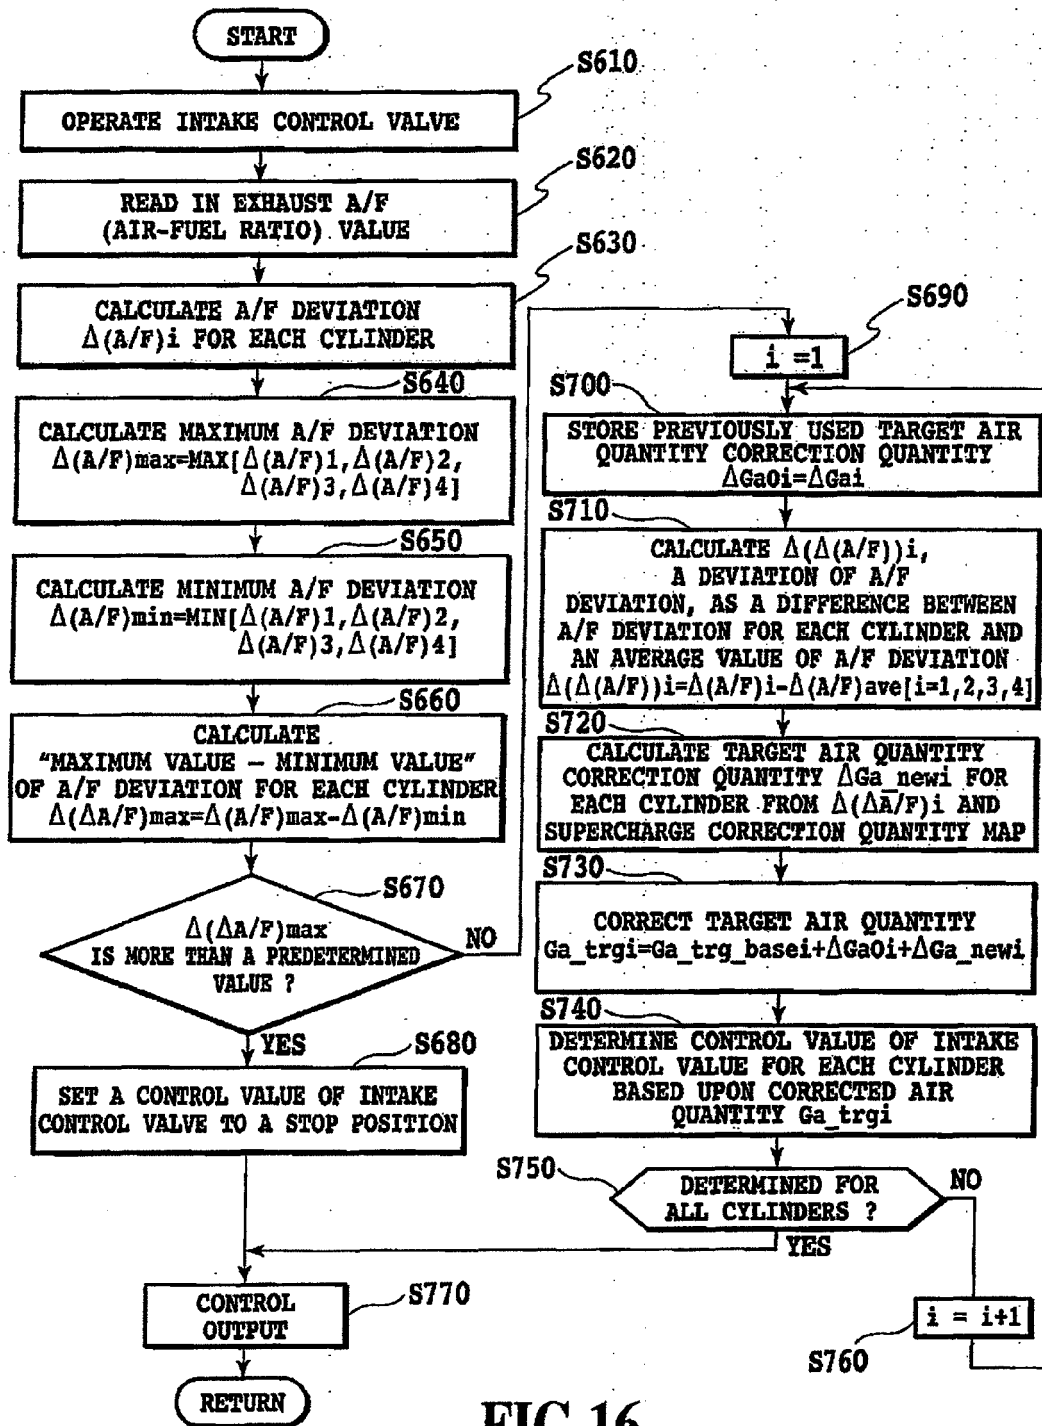 START
S610
OPERATE INTAKE CONTROL VALVE
S620
READ IN EXHAUST A/F
(AIR-FUEL RATIO) VALUE
S630
CALCULATE A/F DEVIATION
Δ(A/F)i FOR EACH CYLINDER
S640
CALCULATE MAXIMUM A/F DEVIATION
Δ(A/F)max=MAX[Δ(A/F)1,Δ(A/F)2,
Δ(A/F)3,Δ(A/F)4]
S650
CALCULATE MINIMUM A/F DEVIATION
Δ(A/F)min=MIN[Δ(A/F)1,Δ(A/F)2,
Δ(A/F)3,Δ(A/F)4]
S660
CALCULATE
"MAXIMUM VALUE – MINIMUM VALUE"
OF A/F DEVIATION FOR EACH CYLINDER
Δ(ΔA/F)max=Δ(A/F)max-Δ(A/F)min
S670
Δ(ΔA/F)max
IS MORE THAN A PREDETERMINED
VALUE ?
NO
YES
S680
SET A CONTROL VALUE OF INTAKE
CONTROL VALVE TO A STOP POSITION
S690
i =1
S700
STORE PREVIOUSLY USED TARGET AIR
QUANTITY CORRECTION QUANTITY
ΔGa0i=ΔGai
S710
CALCULATE Δ(Δ(A/F))i,
A DEVIATION OF A/F
DEVIATION, AS A DIFFERENCE BETWEEN
A/F DEVIATION FOR EACH CYLINDER AND
AN AVERAGE VALUE OF A/F DEVIATION
Δ(Δ(A/F))i=Δ(A/F)i-Δ(A/F)ave[i=1,2,3,4]
S720
CALCULATE TARGET AIR QUANTITY
CORRECTION QUANTITY ΔGa_newi FOR
EACH CYLINDER FROM Δ(ΔA/F)i AND
SUPERCHARGE CORRECTION QUANTITY MAP
S730
CORRECT TARGET AIR QUANTITY
Ga_trgi=Ga_trg_basei+ΔGa0i+ΔGa_newi
S740
DETERMINE CONTROL VALUE OF INTAKE
CONTROL VALUE FOR EACH CYLINDER
BASED UPON CORRECTED AIR
QUANTITY Ga_trgi
S750
DETERMINED FOR
ALL CYLINDERS ?
NO
YES
S760
i = i+1
S770
CONTROL
OUTPUT
RETURN
FIG.16